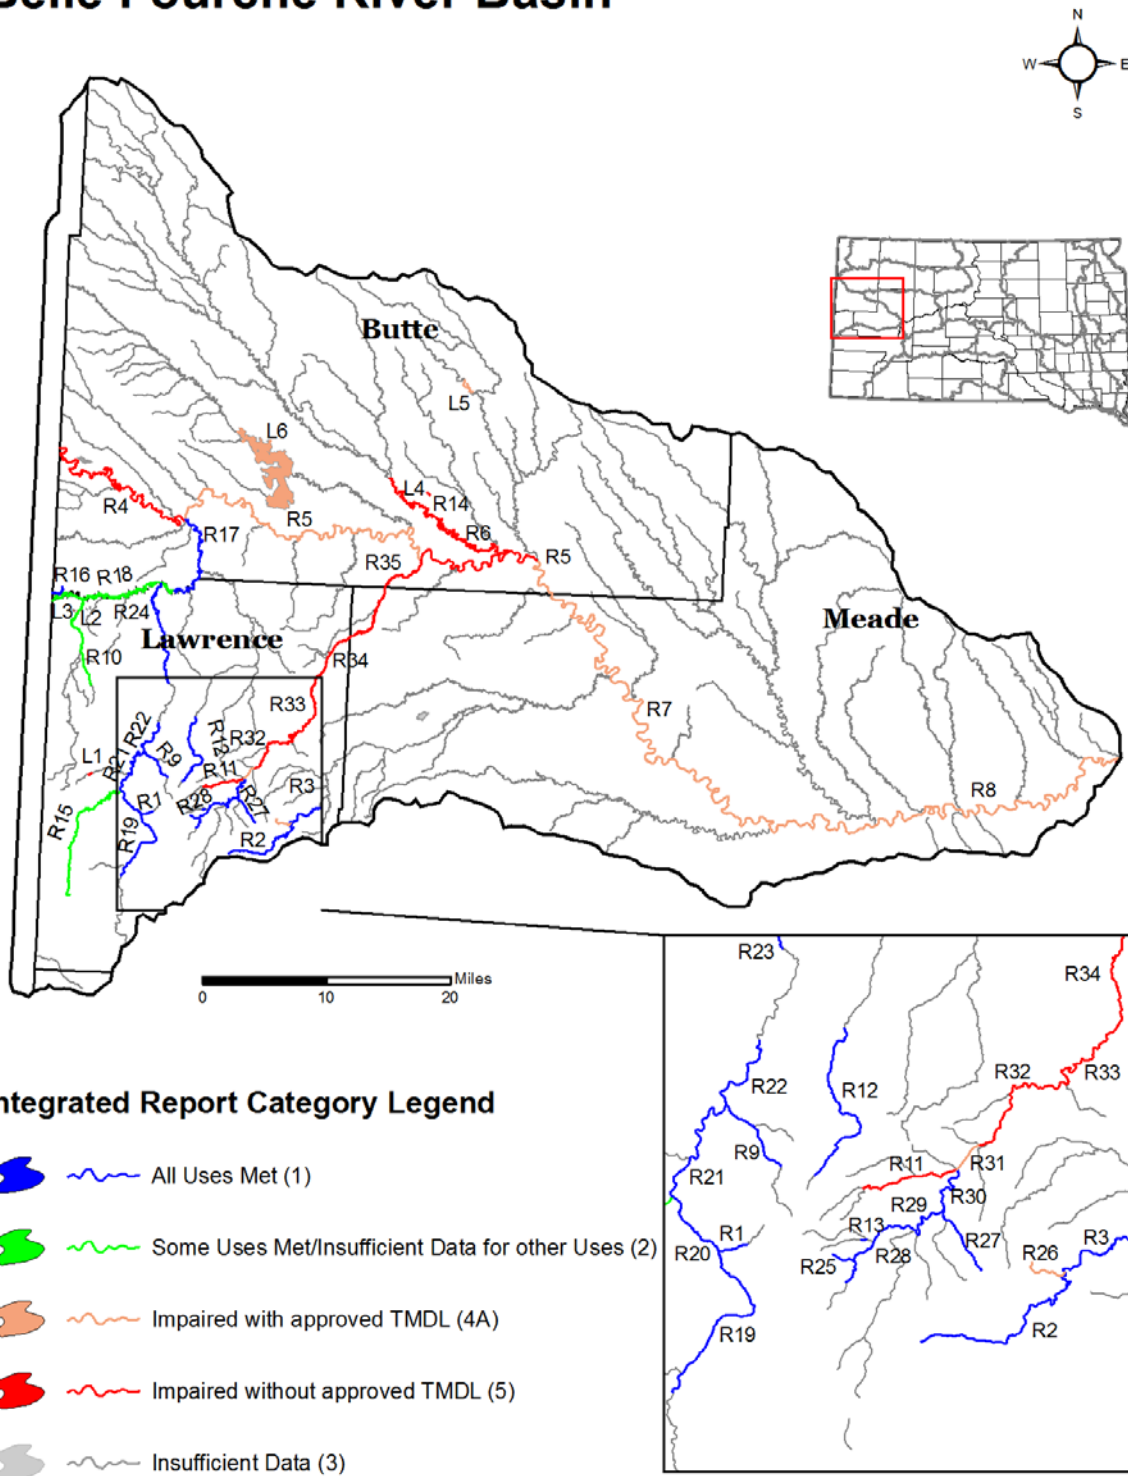 Belle Fourche River Basin
N
W
E
S
Butte
L5
L6
L4
R14
R4
R5
R17
R6
R35
R5
R16
R18
L3
L2
R24
Lawrence
Meade
R10
R34
R33
R7
R22
R12
R32
L1
R21
R9
R11
R3
R8
R15
R1
R28
R27
R19
R2
Miles
0
10
20
R23
R34
R32
R33
R22
R12
R9
R11
R31
R21
R30
R29
R13
R1
R27
R3
R20
R28
R26
R25
R19
R2
ntegrated Report Category Legend
All Uses Met (1)
Some Uses Met/Insufficient Data for other Uses (2)
Impaired with approved TMDL (4A)
Impaired without approved TMDL (5)
Insufficient Data (3)